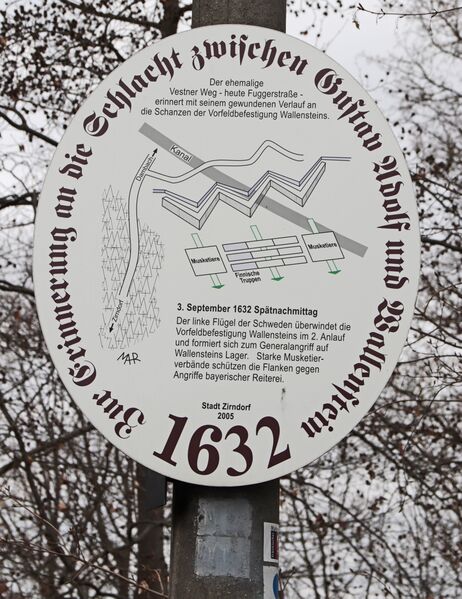 Zur Erinnerung an die Schlacht zwischen Gustav Adolf und Wallenstein
Der ehemalige
Vestner Weg - heute Fuggerstraße -
erinnert mit seinem gewundenen Verlauf an
die Schanzen der Vorfeldbefestigung Wallensteins.
Kanal
Dambach
Musketiere
Musketiere
Finnische
Truppen
Zirndorf
MAR
3. September 1632 Spätnachmittag
Der linke Flügel der Schweden überwindet die
Vorfeldbefestigung Wallensteins im 2. Anlauf
und formiert sich zum Generalangriff auf
Wallensteins Lager. Starke Musketier-
verbände schützen die Flanken gegen
Angriffe bayerischer Reiterei.
Stadt Zirndorf
2005
1632